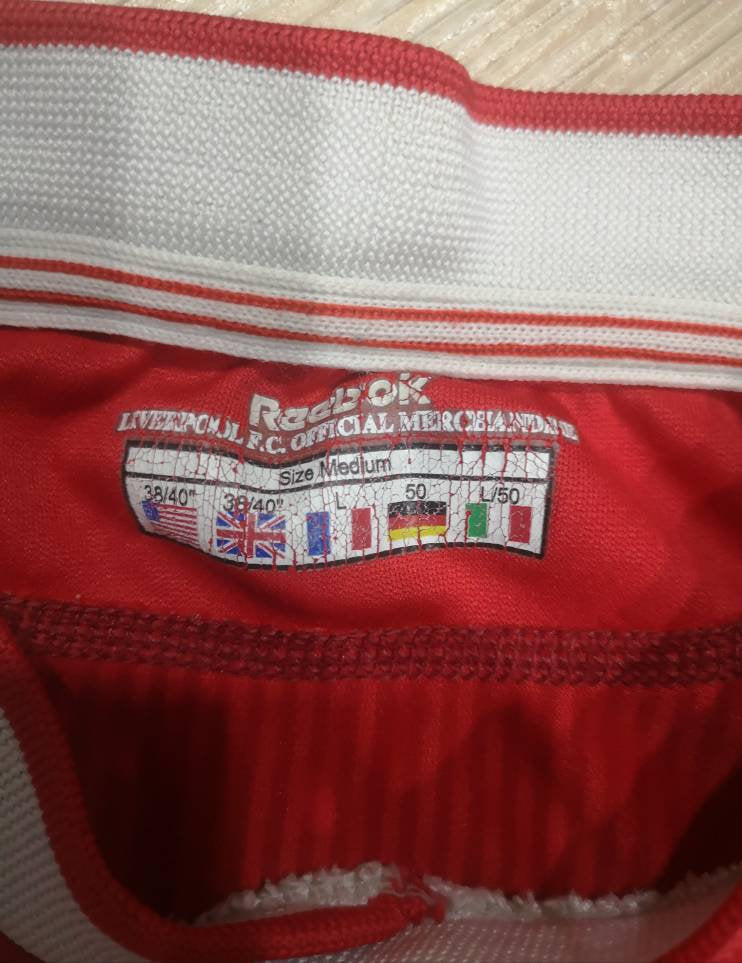 Reebok
LIVERPOOL F.C. OFFICIAL MERCHANDISE
Size Medium
38/40" 38/40" L 50 L/50